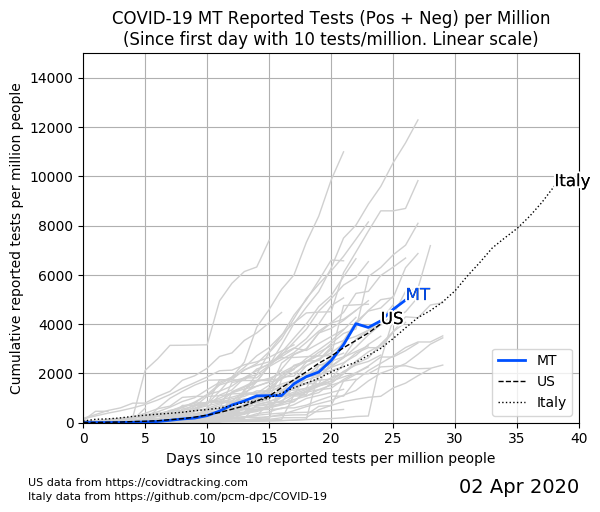 COVID-19 MT Reported Tests (Pos + Neg) per Million
(Since first day with 10 tests/million. Linear scale)
Cumulative reported tests per million people
14000
12000
10000
8000
6000
4000
2000
0
Italy
MT
US
MT
US
Italy
0 5 10 15 20 25 30 35 40
Days since 10 reported tests per million people
US data from https://covidtracking.com
Italy data from https://github.com/pcm-dpc/COVID-19
02 Apr 2020